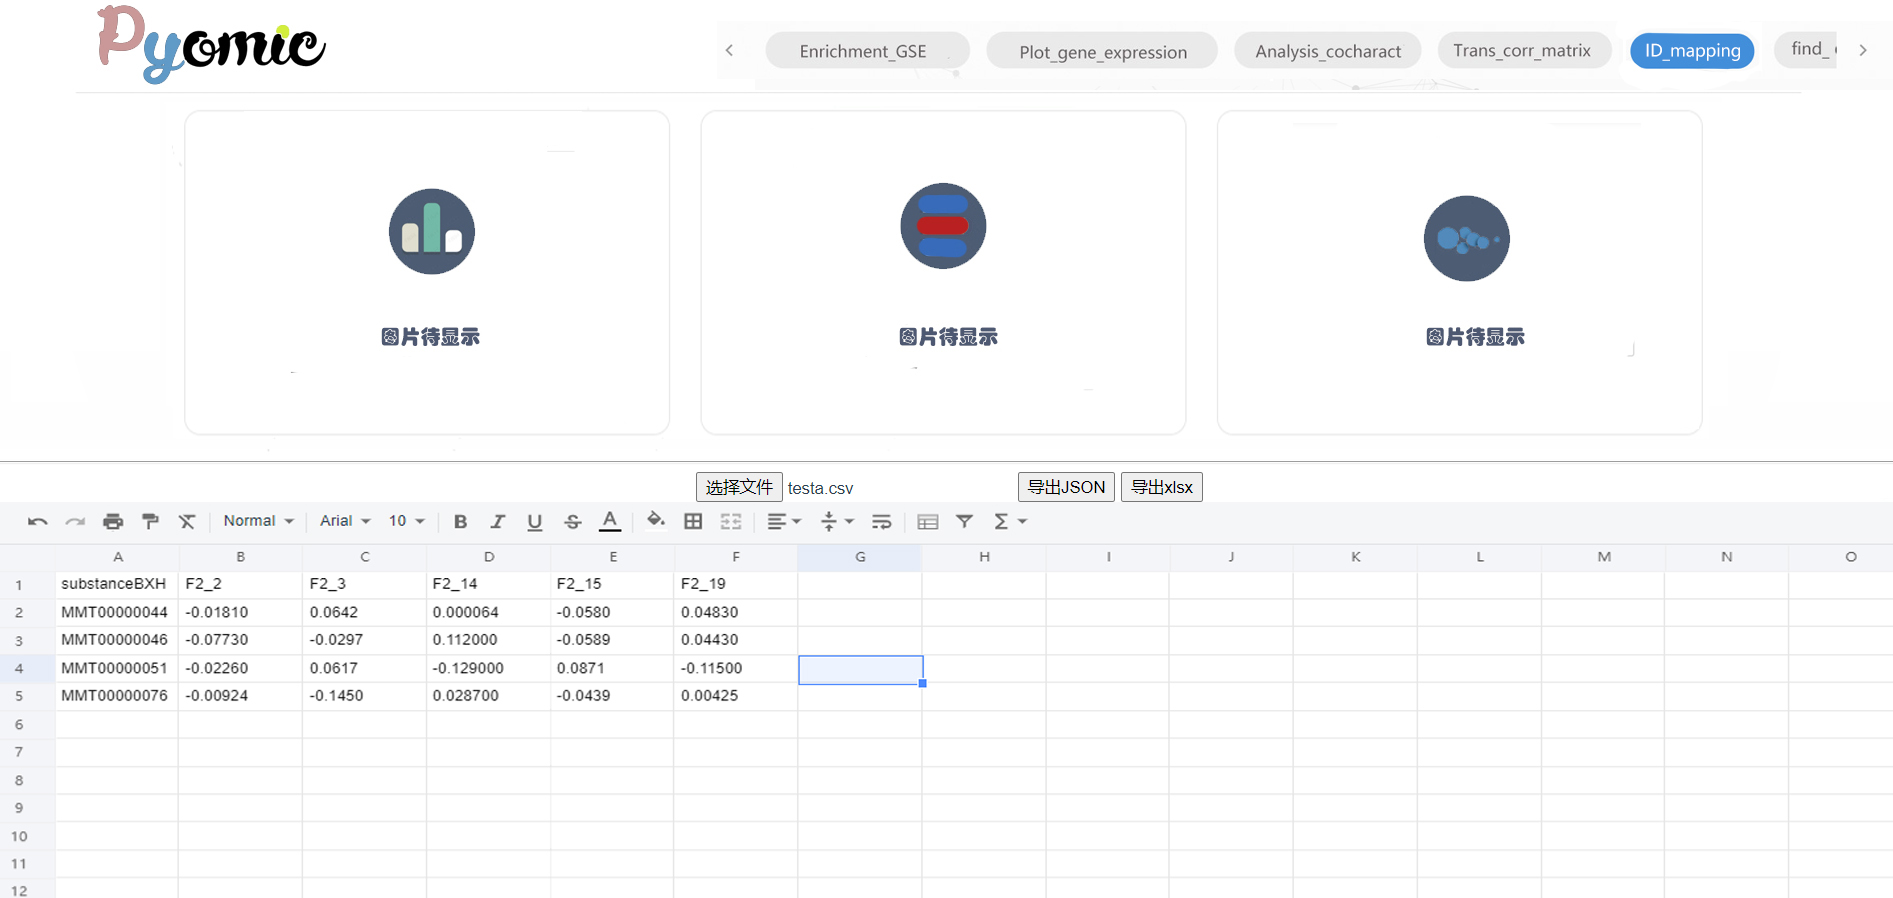 Pyomic
Enrichment_GSE Plot_gene_expression Analysis_cocharact Trans_corr_matrix ID_mapping find_
图片待显示 图片待显示 图片待显示
选择文件 testa.csv 导出JSON 导出xlsx
Normal Arial 10 B I U S A Σ
A B C D E F G H I J K L M N O
1 substanceBXH F2_2 F2_3 F2_14 F2_15 F2_19
2 MMT00000044 -0.01810 0.0642 0.000064 -0.0580 0.04830
3 MMT00000046 -0.07730 -0.0297 0.112000 -0.0589 0.04430
4 MMT00000051 -0.02260 0.0617 -0.129000 0.0871 -0.11500
5 MMT00000076 -0.00924 -0.1450 0.028700 -0.0439 0.00425
6
7
8
9
10
11
12